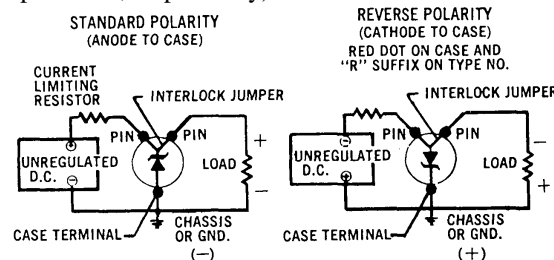 STANDARD POLARITY
(ANODE TO CASE)
CURRENT
LIMITING
RESISTOR
INTERLOCK JUMPER
PIN
PIN
+
UNREGULATED
D.C.
LOAD
−
CASE TERMINAL
CHASSIS
OR GND.
(−)
REVERSE POLARITY
(CATHODE TO CASE)
RED DOT ON CASE AND
"R" SUFFIX ON TYPE NO.
INTERLOCK JUMPER
PIN
PIN
−
UNREGULATED
D.C.
LOAD
+
CASE TERMINAL
CHASSIS
OR GND.
(+)